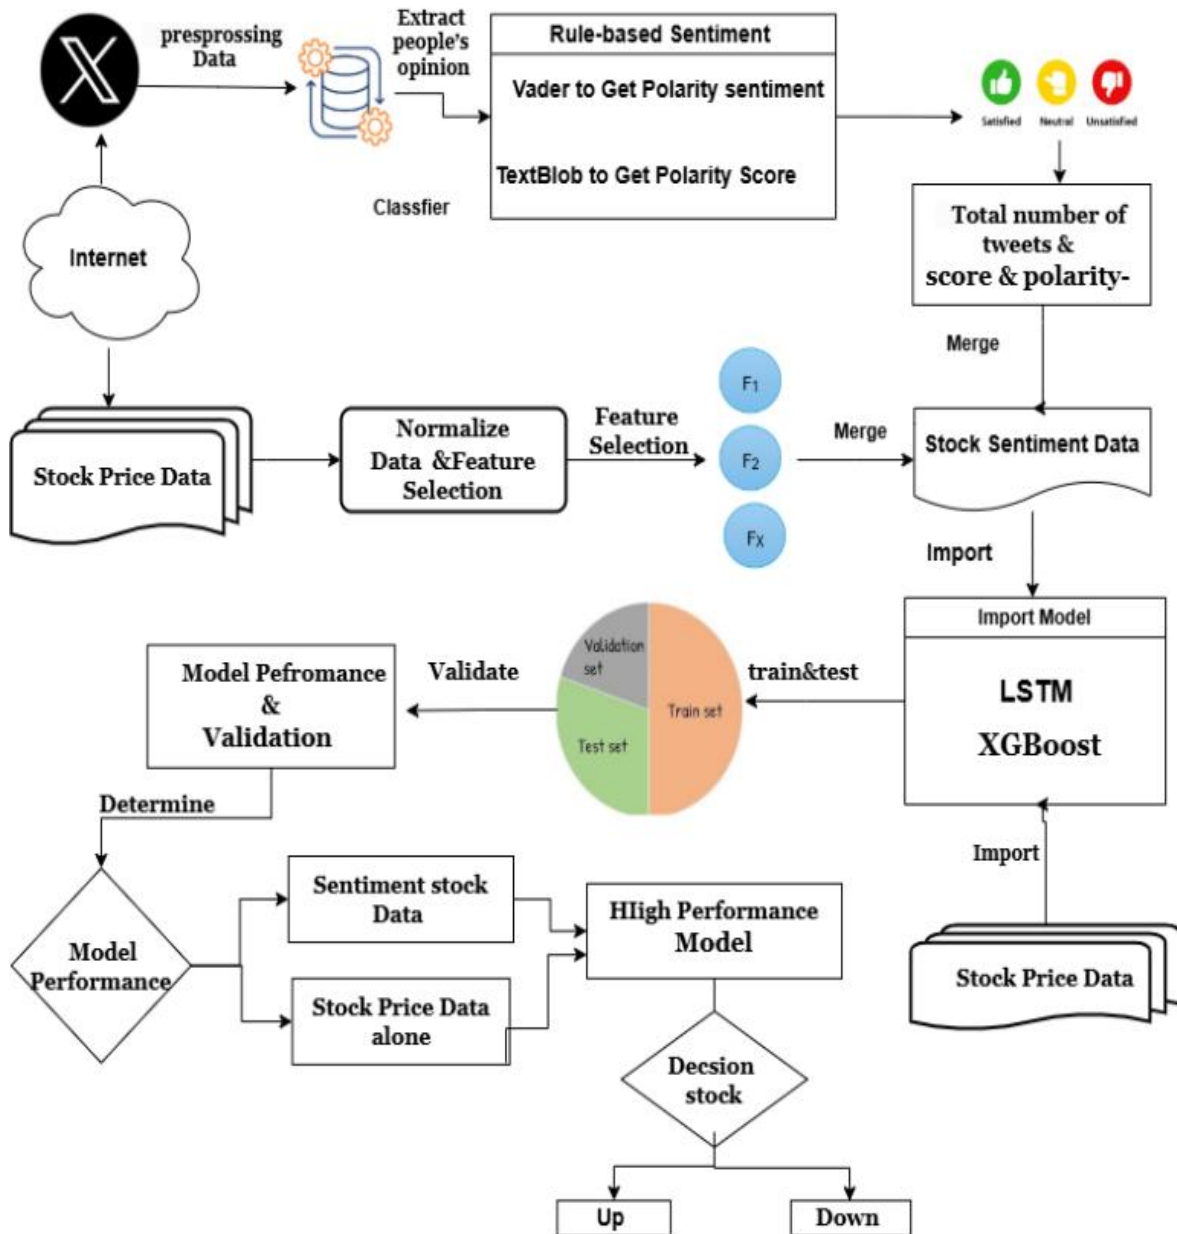 presprossing
Data
Extract
people's
opinion
Rule-based Sentiment
Vader to Get Polarity sentiment
TextBlob to Get Polarity Score
Classfier
Satisfied
Neutral
Unsatisfied
Total number of
tweets &
score & polarity-
Internet
Merge
Stock Price Data
Normalize
Data &Feature
Selection
Feature
Selection
F1
F2
FX
Merge
Stock Sentiment Data
Import
Import Model
LSTM
XGBoost
train&test
Validation
set
Train set
Test set
Validate
Model Pefromance
&
Validation
Determine
Import
Stock Price Data
Model
Performance
Sentiment stock
Data
Stock Price Data
alone
HIigh Performance
Model
Decsion
stock
Up
Down